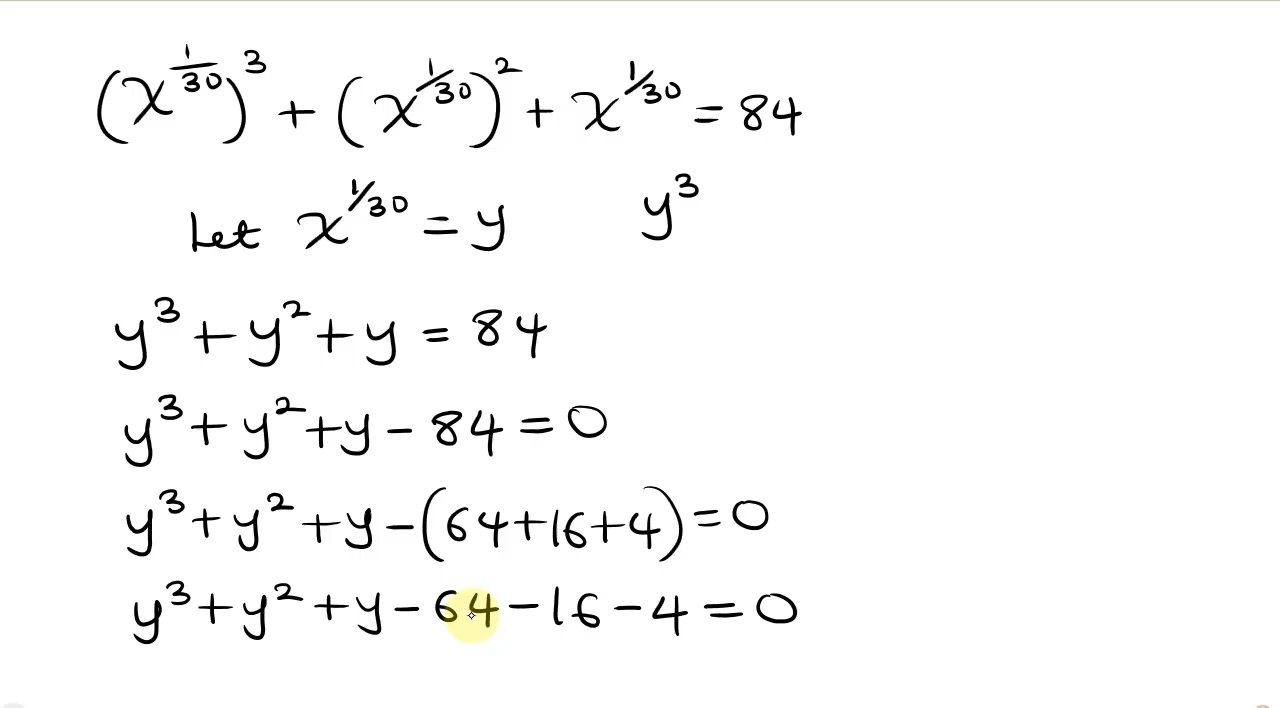 (x^{1/30})^3 + (x^{1/30})^2 + x^{1/30} = 84
Let x^{1/30} = y y^3
y^3 + y^2 + y = 84
y^3 + y^2 + y - 84 = 0
y^3 + y^2 + y - (64 + 16 + 4) = 0
y^3 + y^2 + y - 64 - 16 - 4 = 0